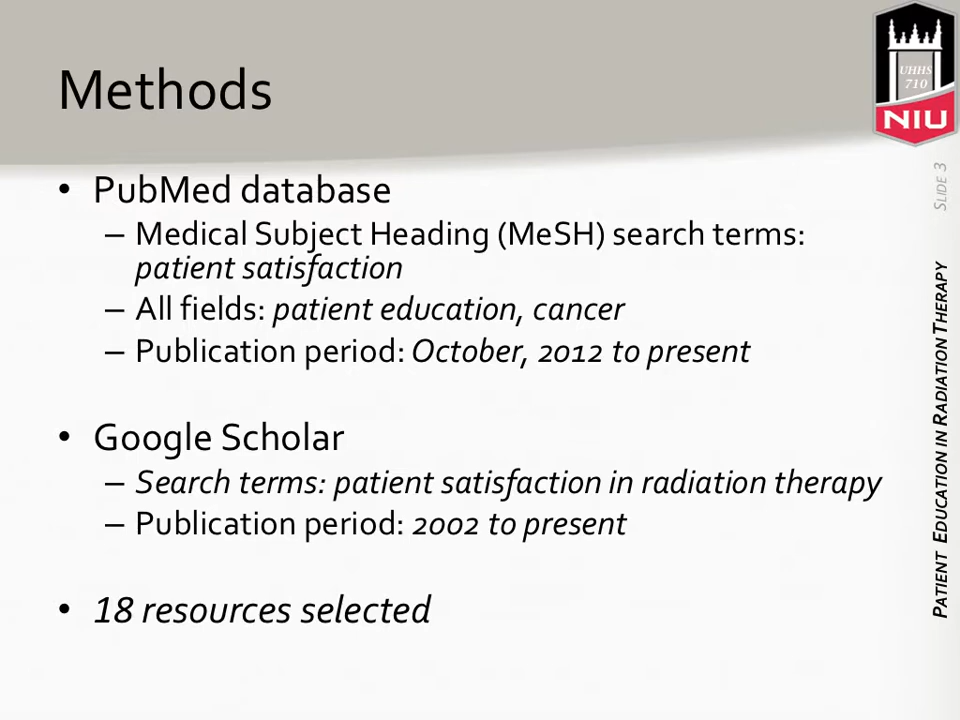 Methods
• PubMed database
– Medical Subject Heading (MeSH) search terms:
patient satisfaction
– All fields: patient education, cancer
– Publication period: October, 2012 to present
• Google Scholar
– Search terms: patient satisfaction in radiation therapy
– Publication period: 2002 to present
• 18 resources selected
UHHS
710
NIU
SLIDE 3
PATIENT EDUCATION IN RADIATION THERAPY